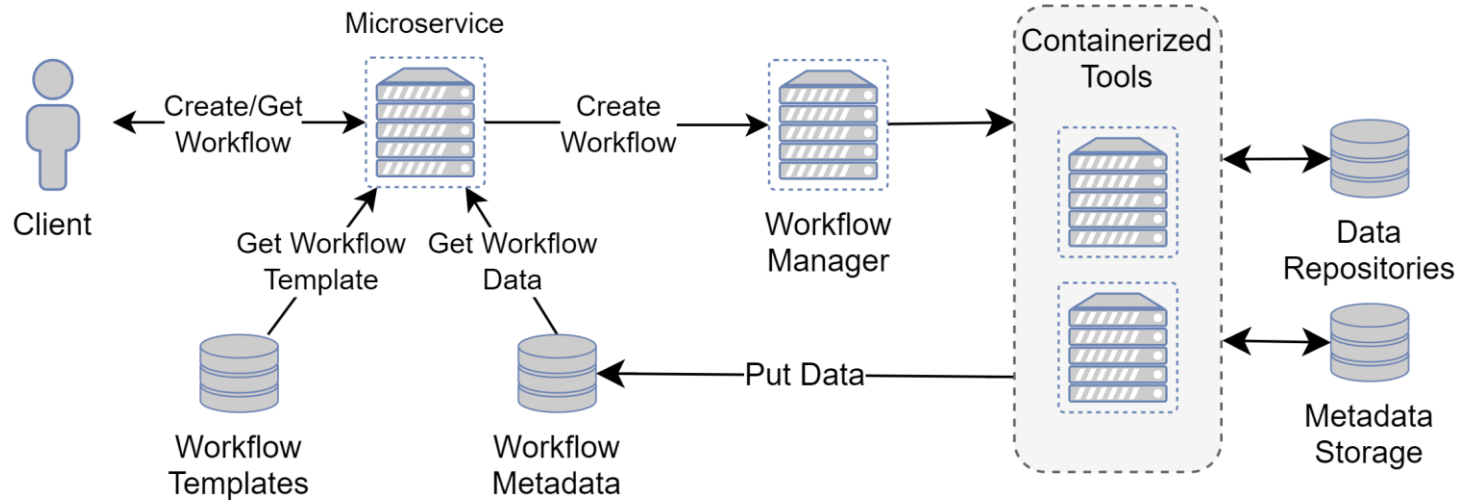 Microservice
Containerized
Tools
Create/Get
Workflow
Create
Workflow
Client
Workflow
Manager
Data
Repositories
Get Workflow
Template
Get Workflow
Data
Put Data
Workflow
Templates
Workflow
Metadata
Metadata
Storage